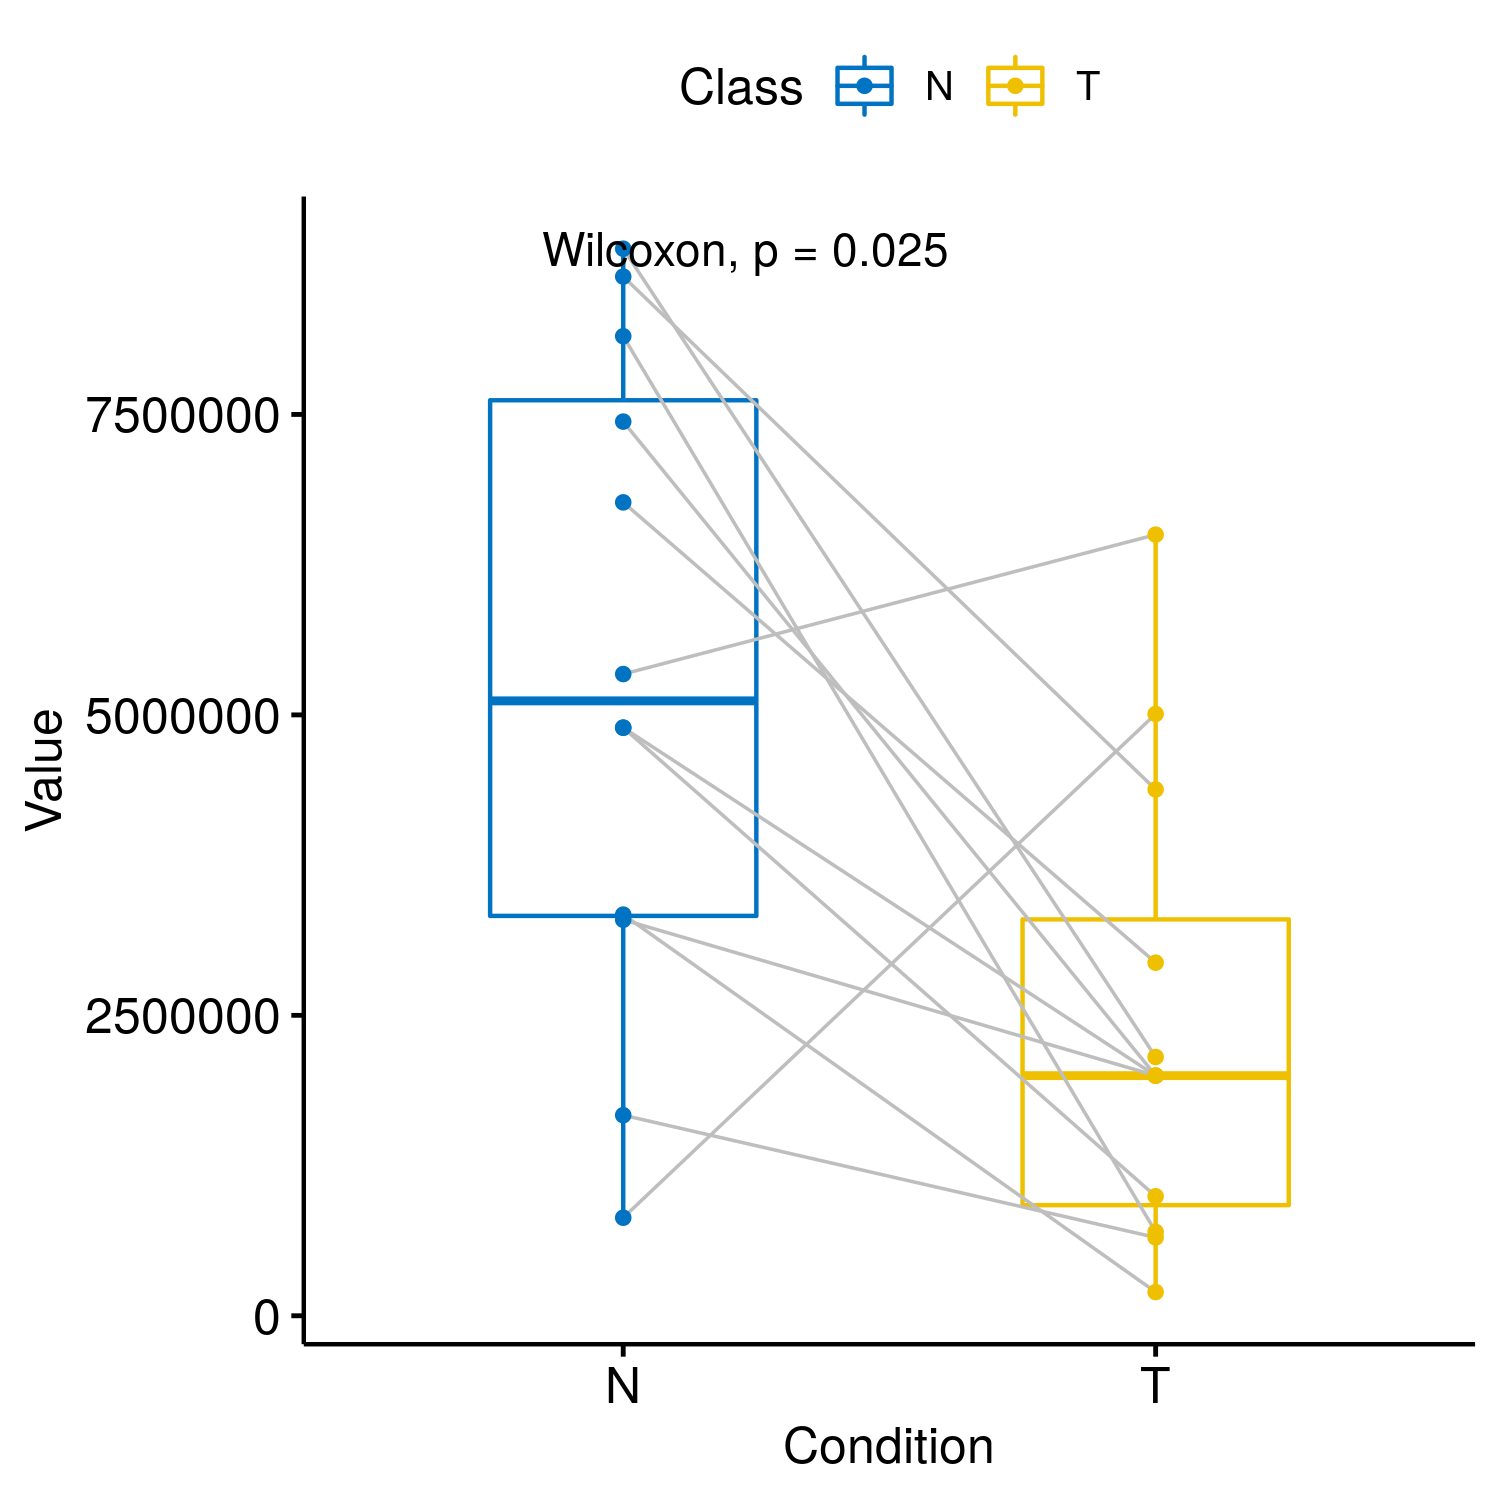 Class N T
Wilcoxon, p = 0.025
7500000
5000000
2500000
0
Value
N T
Condition